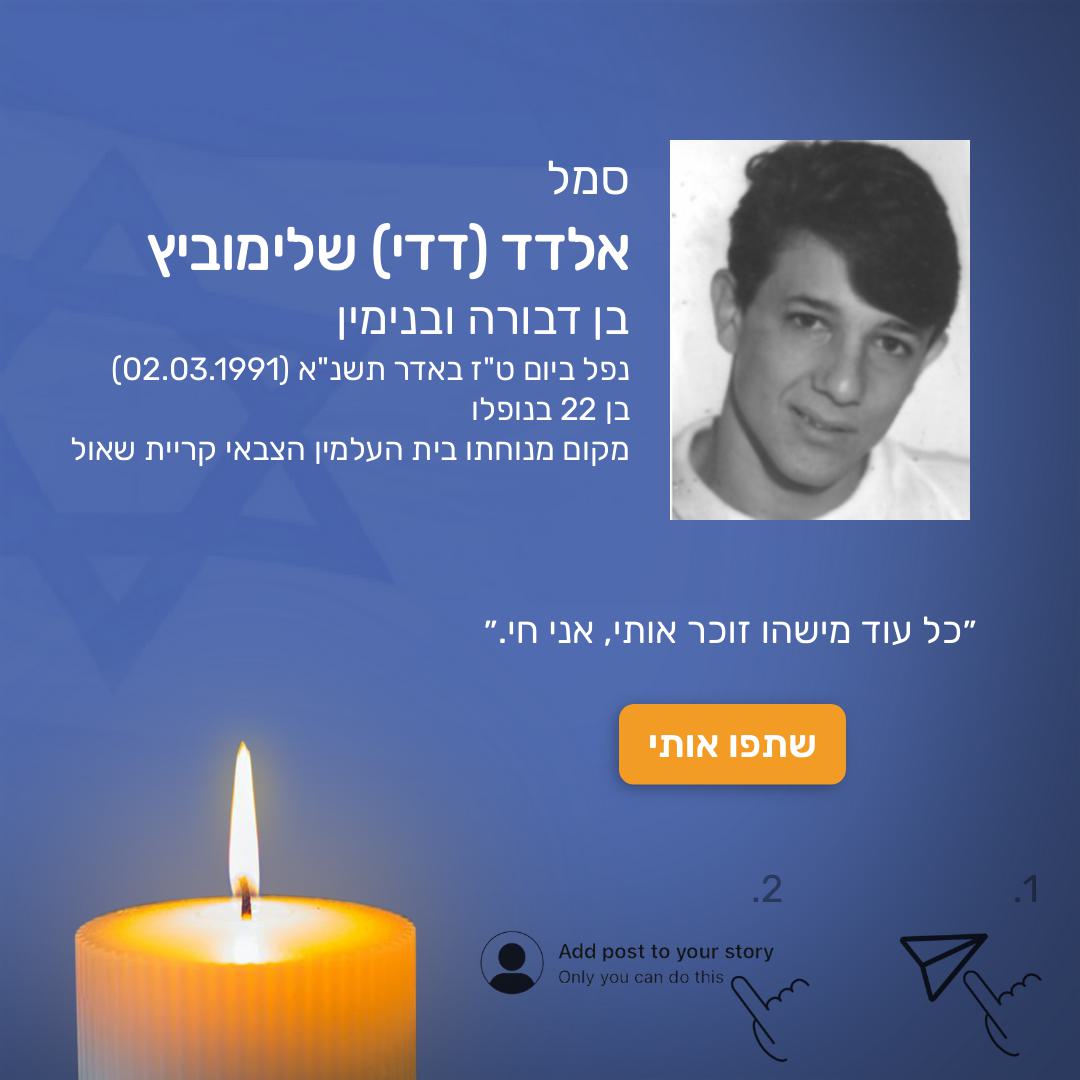 סמל
אלדד (דדי) שלימוביץ
בן דבורה ובנימין
נפל ביום ט"ז באדר תשנ"א (02.03.1991)
בן 22 בנופלו
מקום מנוחתו בית העלמין הצבאי קריית שאול
״כל עוד מישהו זוכר אותי, אני חי.״
שתפו אותי
1.
2.
Add post to your story
Only you can do this